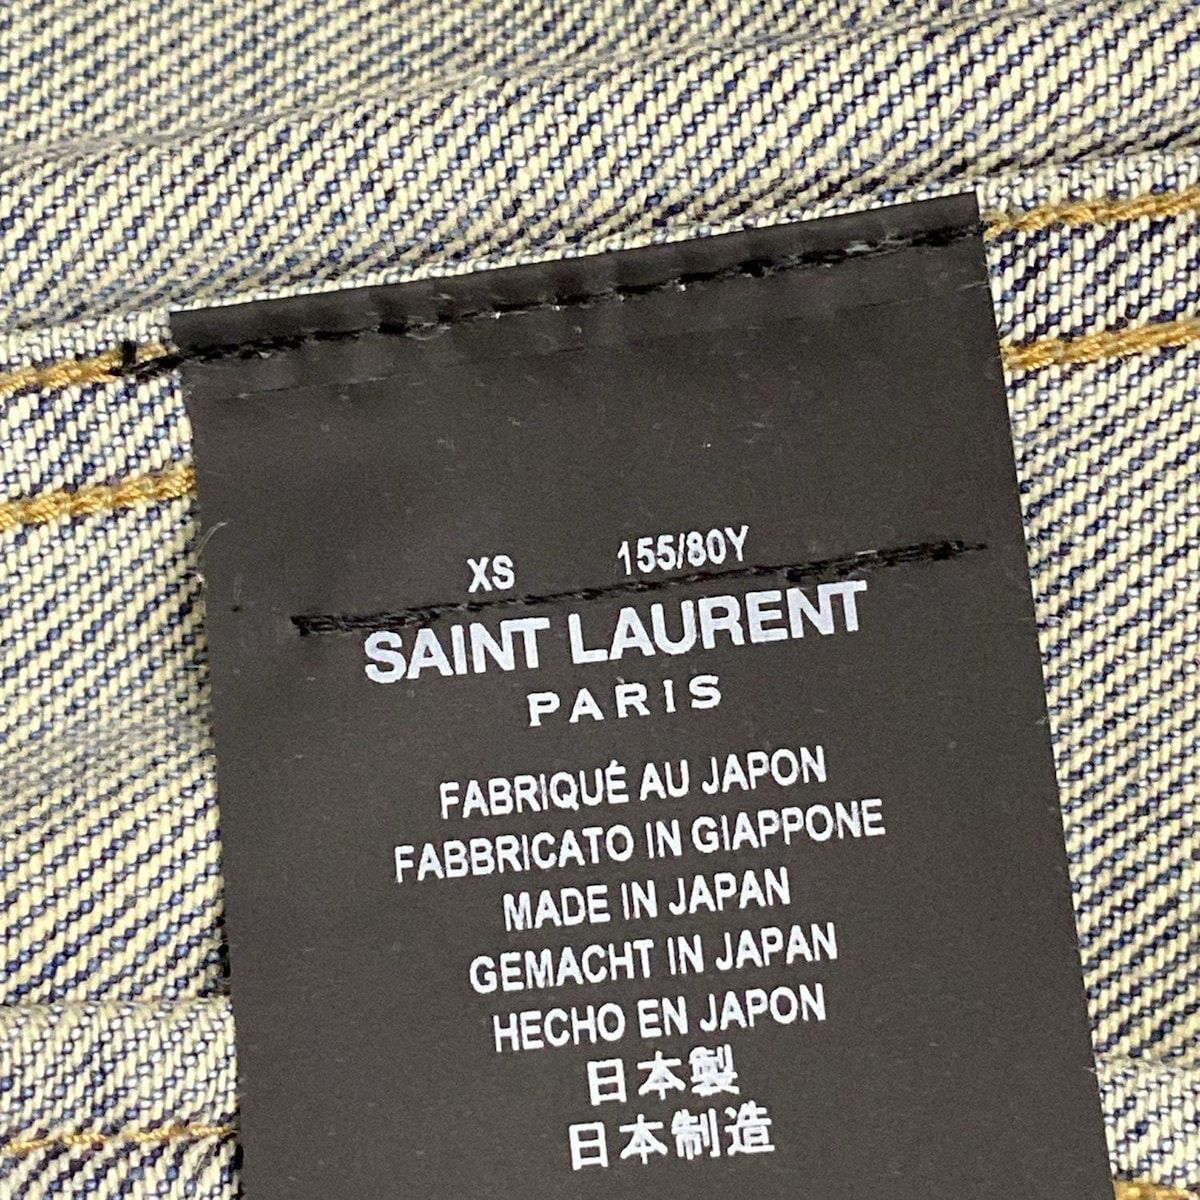 XS 155/80Y
SAINT LAURENT
PARIS
FABRIQUÉ AU JAPON
FABBRICATO IN GIAPPONE
MADE IN JAPAN
GEMACHT IN JAPAN
HECHO EN JAPON
日本製
日本制造